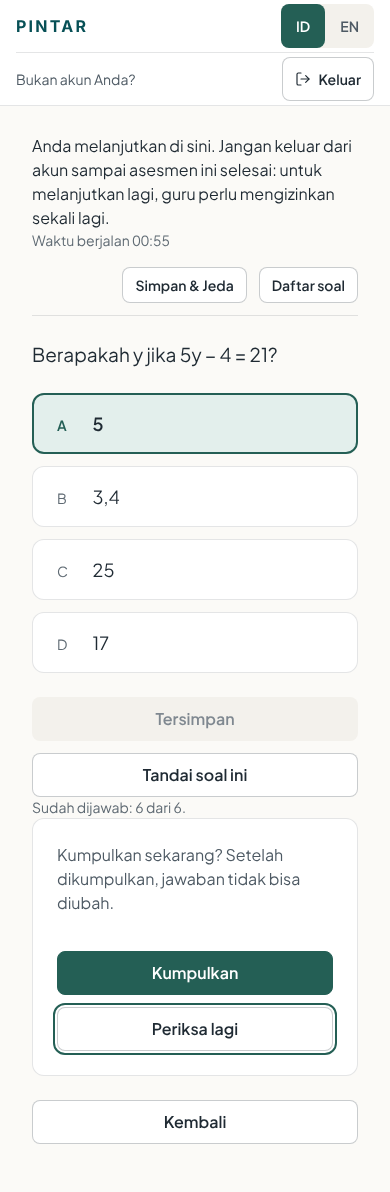 PINTAR
ID
EN
Bukan akun Anda?
Keluar
Anda melanjutkan di sini. Jangan keluar dari
akun sampai asesmen ini selesai: untuk
melanjutkan lagi, guru perlu mengizinkan
sekali lagi.
Waktu berjalan 00:55
Simpan & Jeda
Daftar soal
Berapakah y jika 5y – 4 = 21?
A 5
B 3,4
C 25
D 17
Tersimpan
Tandai soal ini
Sudah dijawab: 6 dari 6.
Kumpulkan sekarang? Setelah
dikumpulkan, jawaban tidak bisa
diubah.
Kumpulkan
Periksa lagi
Kembali